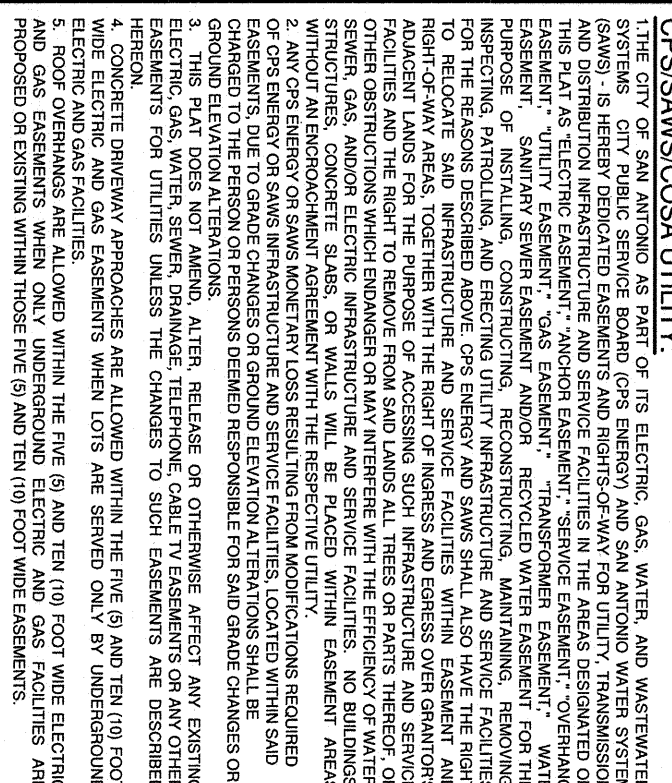 CPS/SAWS/COSA UTILITY:
1.THE CITY OF SAN ANTONIO AS PART OF ITS ELECTRIC, GAS, WATER, AND WASTEWATER
SYSTEMS CITY PUBLIC SERVICE BOARD (CPS ENERGY) AND SAN ANTONIO WATER SYSTEM
(SAWS) - IS HEREBY DEDICATED EASEMENTS AND RIGHTS-OF-WAY FOR UTILITY, TRANSMISSION
AND DISTRIBUTION INFRASTRUCTURE AND SERVICE FACILITIES IN THE AREAS DESIGNATED ON
THIS PLAT AS "ELECTRIC EASEMENT," "ANCHOR EASEMENT," "SERVICE EASEMENT," "OVERHANG
EASEMENT," "UTILITY EASEMENT," "GAS EASEMENT," "TRANSFORMER EASEMENT," WATER
EASEMENT, SANITARY SEWER EASEMENT AND/OR RECYCLED WATER EASEMENT FOR THE
PURPOSE OF INSTALLING, CONSTRUCTING, RECONSTRUCTING, MAINTAINING, REMOVING,
INSPECTING, PATROLLING, AND ERECTING UTILITY INFRASTRUCTURE AND SERVICE FACILITIES
FOR THE REASONS DESCRIBED ABOVE. CPS ENERGY AND SAWS SHALL ALSO HAVE THE RIGHT
TO RELOCATE SAID INFRASTRUCTURE AND SERVICE FACILITIES WITHIN EASEMENT AND
RIGHT-OF-WAY AREAS, TOGETHER WITH THE RIGHT OF INGRESS AND EGRESS OVER GRANTOR'S
ADJACENT LANDS FOR THE PURPOSE OF ACCESSING SUCH INFRASTRUCTURE AND SERVICE
FACILITIES AND THE RIGHT TO REMOVE FROM SAID LANDS ALL TREES OR PARTS THEREOF, OR
OTHER OBSTRUCTIONS WHICH ENDANGER OR MAY INTERFERE WITH THE EFFICIENCY OF WATER,
SEWER, GAS, AND/OR ELECTRIC INFRASTRUCTURE AND SERVICE FACILITIES. NO BUILDINGS,
STRUCTURES, CONCRETE SLABS, OR WALLS WILL BE PLACED WITHIN EASEMENT AREAS
WITHOUT AN ENCROACHMENT AGREEMENT WITH THE RESPECTIVE UTILITY.
2. ANY CPS ENERGY OR SAWS MONETARY LOSS RESULTING FROM MODIFICATIONS REQUIRED
OF CPS ENERGY OR SAWS INFRASTRUCTURE AND SERVICE FACILITIES, LOCATED WITHIN SAID
EASEMENTS, DUE TO GRADE CHANGES OR GROUND ELEVATION ALTERATIONS SHALL BE
CHARGED TO THE PERSON OR PERSONS DEEMED RESPONSIBLE FOR SAID GRADE CHANGES OR
GROUND ELEVATION ALTERATIONS.
3. THIS PLAT DOES NOT AMEND, ALTER, RELEASE OR OTHERWISE AFFECT ANY EXISTING
ELECTRIC, GAS, WATER, SEWER, DRAINAGE, TELEPHONE, CABLE TV EASEMENTS OR ANY OTHER
EASEMENTS FOR UTILITIES UNLESS THE CHANGES TO SUCH EASEMENTS ARE DESCRIBED
HEREON.
4. CONCRETE DRIVEWAY APPROACHES ARE ALLOWED WITHIN THE FIVE (5) AND TEN (10) FOOT
WIDE ELECTRIC AND GAS EASEMENTS WHEN LOTS ARE SERVED ONLY BY UNDERGROUND
ELECTRIC AND GAS FACILITIES.
5. ROOF OVERHANGS ARE ALLOWED WITHIN THE FIVE (5) AND TEN (10) FOOT WIDE ELECTRIC
AND GAS EASEMENTS WHEN ONLY UNDERGROUND ELECTRIC AND GAS FACILITIES ARE
PROPOSED OR EXISTING WITHIN THOSE FIVE (5) AND TEN (10) FOOT WIDE EASEMENTS.